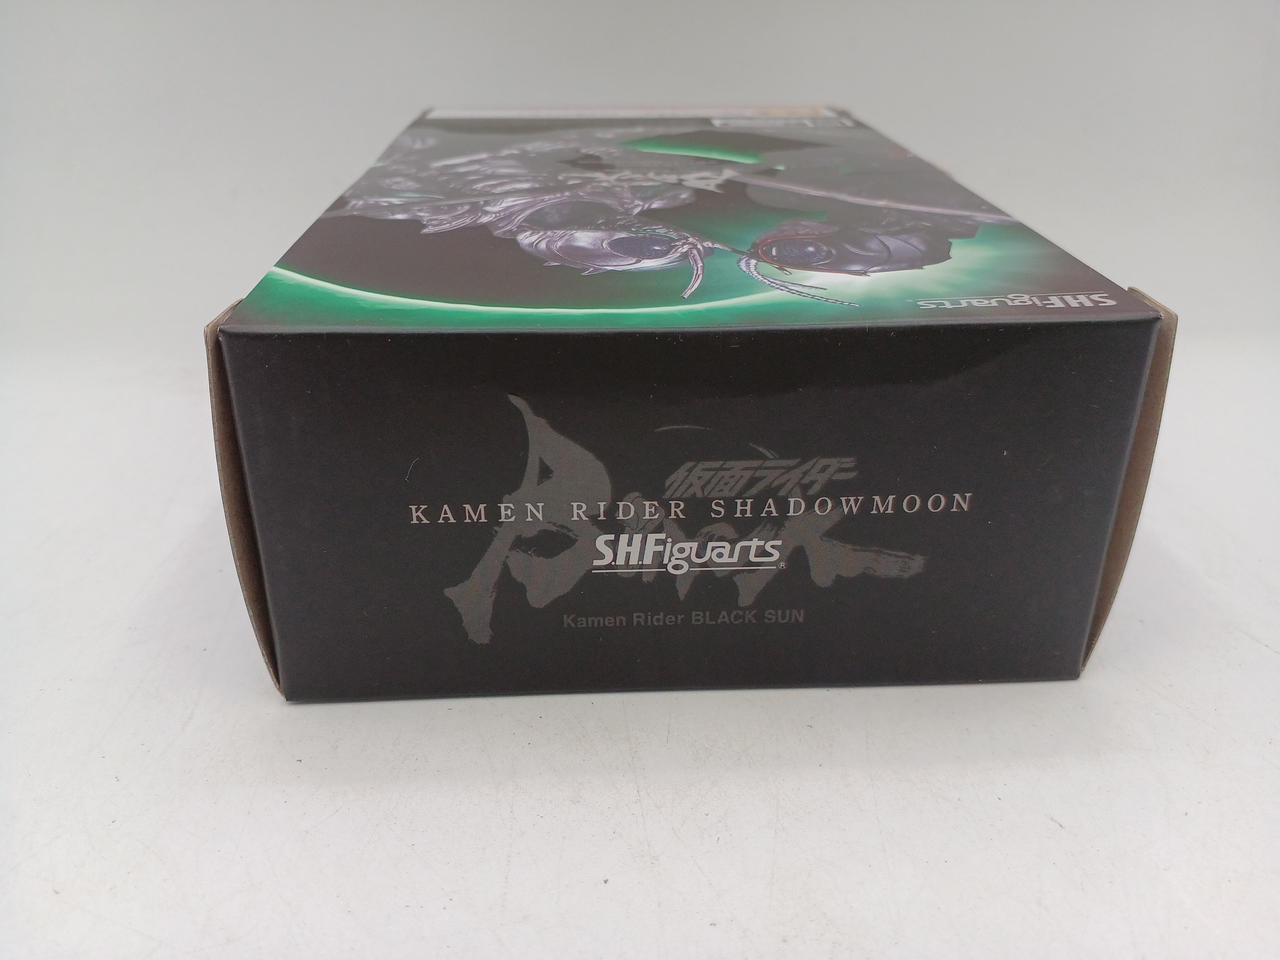 S.H.Figuarts
仮面ライダー
BLACK
KAMEN RIDER SHADOWMOON
S.H.Figuarts®
Kamen Rider BLACK SUN